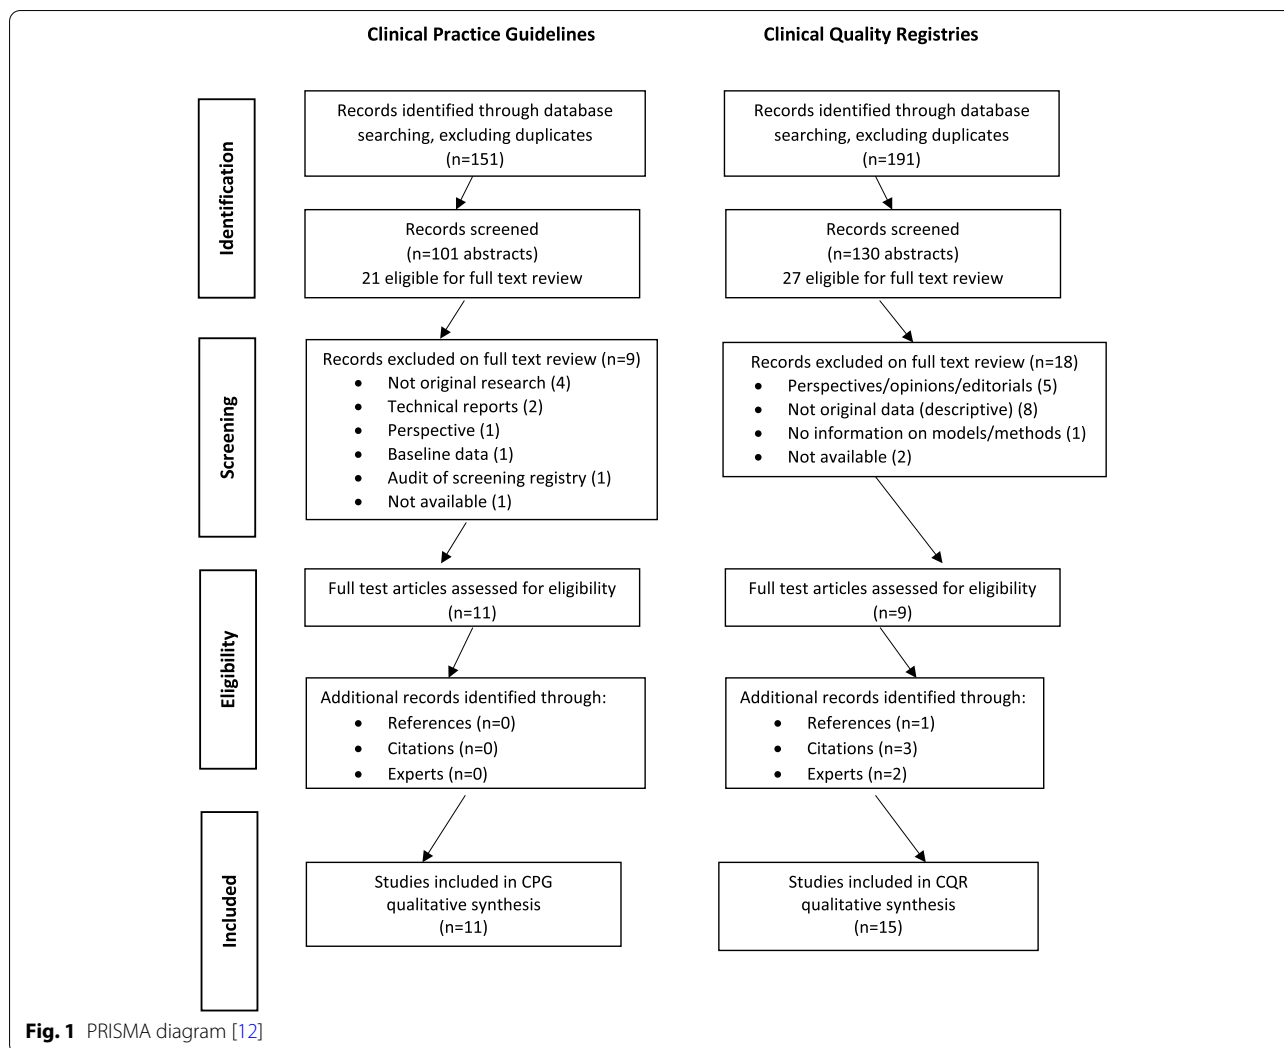 Clinical Practice Guidelines
Clinical Quality Registries
Identification
Records identified through database
searching, excluding duplicates
(n=151)
Records identified through database
searching, excluding duplicates
(n=191)
Records screened
(n=101 abstracts)
21 eligible for full text review
Records screened
(n=130 abstracts)
27 eligible for full text review
Screening
Records excluded on full text review (n=9)
• Not original research (4)
• Technical reports (2)
• Perspective (1)
• Baseline data (1)
• Audit of screening registry (1)
• Not available (1)
Records excluded on full text review (n=18)
• Perspectives/opinions/editorials (5)
• Not original data (descriptive) (8)
• No information on models/methods (1)
• Not available (2)
Eligibility
Full test articles assessed for eligibility
(n=11)
Full test articles assessed for eligibility
(n=9)
Additional records identified through:
• References (n=0)
• Citations (n=0)
• Experts (n=0)
Additional records identified through:
• References (n=1)
• Citations (n=3)
• Experts (n=2)
Included
Studies included in CPG
qualitative synthesis
(n=11)
Studies included in CQR
qualitative synthesis
(n=15)
Fig. 1 PRISMA diagram [12]